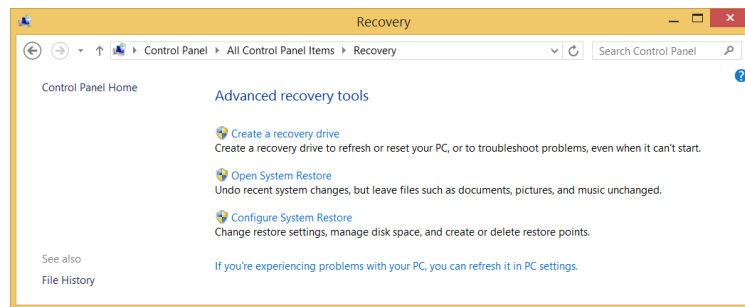 Recovery
Control Panel ▸ All Control Panel Items ▸ Recovery
Search Control Panel
Control Panel Home
Advanced recovery tools
Create a recovery drive
Create a recovery drive to refresh or reset your PC, or to troubleshoot problems, even when it can't start.
Open System Restore
Undo recent system changes, but leave files such as documents, pictures, and music unchanged.
Configure System Restore
Change restore settings, manage disk space, and create or delete restore points.
If you're experiencing problems with your PC, you can refresh it in PC settings.
See also
File History